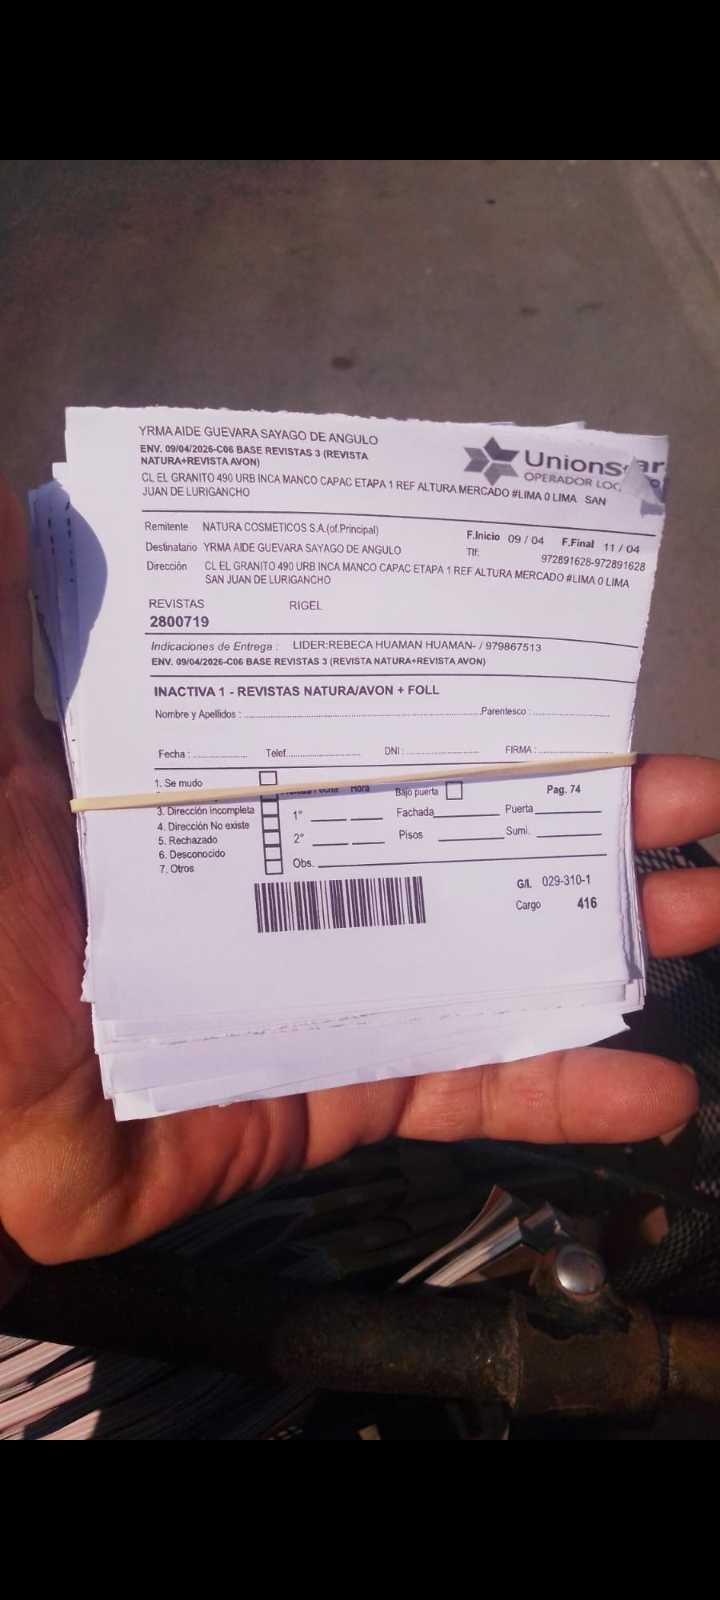 YRMA AIDE GUEVARA SAYAGO DE ANGULO
ENV. 09/04/2026-C06 BASE REVISTAS 3 (REVISTA
NATURA+REVISTA AVON)
OPERADOR
CL EL GRANITO 490 URB INCA MANCO CAPAC ETAPA 1 REF ALTURA MERCADO #LIMA 0 LIMA SAN
JUAN DE LURIGANCHO
Remitente NATURA COSMETICOS S.A.(of.Principal)
F.Inicio 09 / 04 F.Final 11 / 04
Destinatario YRMA AIDE GUEVARA SAYAGO DE ANGULO
Tlf: 972891628-972891628
Dirección CL EL GRANITO 490 URB INCA MANCO CAPAC ETAPA 1 REF ALTURA MERCADO #LIMA 0 LIMA
SAN JUAN DE LURIGANCHO
REVISTAS RIGEL
2800719
Indicaciones de Entrega : LIDER:REBECA HUAMAN HUAMAN- / 979867513
ENV. 09/04/2026-C06 BASE REVISTAS 3 (REVISTA NATURA+REVISTA AVON)
INACTIVA 1 - REVISTAS NATURA/AVON + FOLL
Nombre y Apellidos : Parentesco :
Fecha : Telef. DNI : FIRMA :
1. Se mudo
Hora Bajo puerta Pag. 74
3. Dirección incompleta 1° Fachada Puerta
4. Dirección No existe
5. Rechazado 2° Pisos Sumi.
6. Desconocido
7. Otros Obs.
G/L 029-310-1
Cargo 416